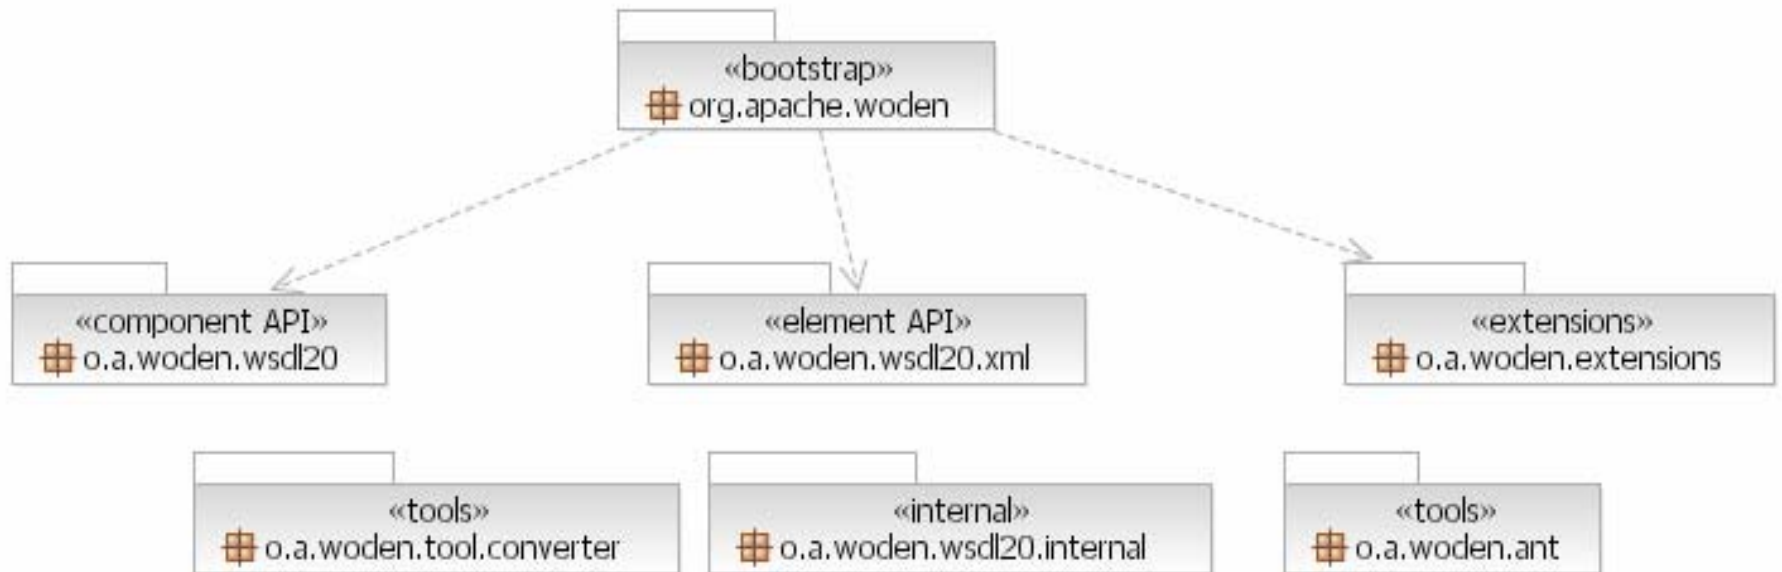 «bootstrap»
org.apache.woden
«component API»
o.a.woden.wsdl20
«element API»
o.a.woden.wsdl20.xml
«extensions»
o.a.woden.extensions
«tools»
o.a.woden.tool.converter
«internal»
o.a.woden.wsdl20.internal
«tools»
o.a.woden.ant